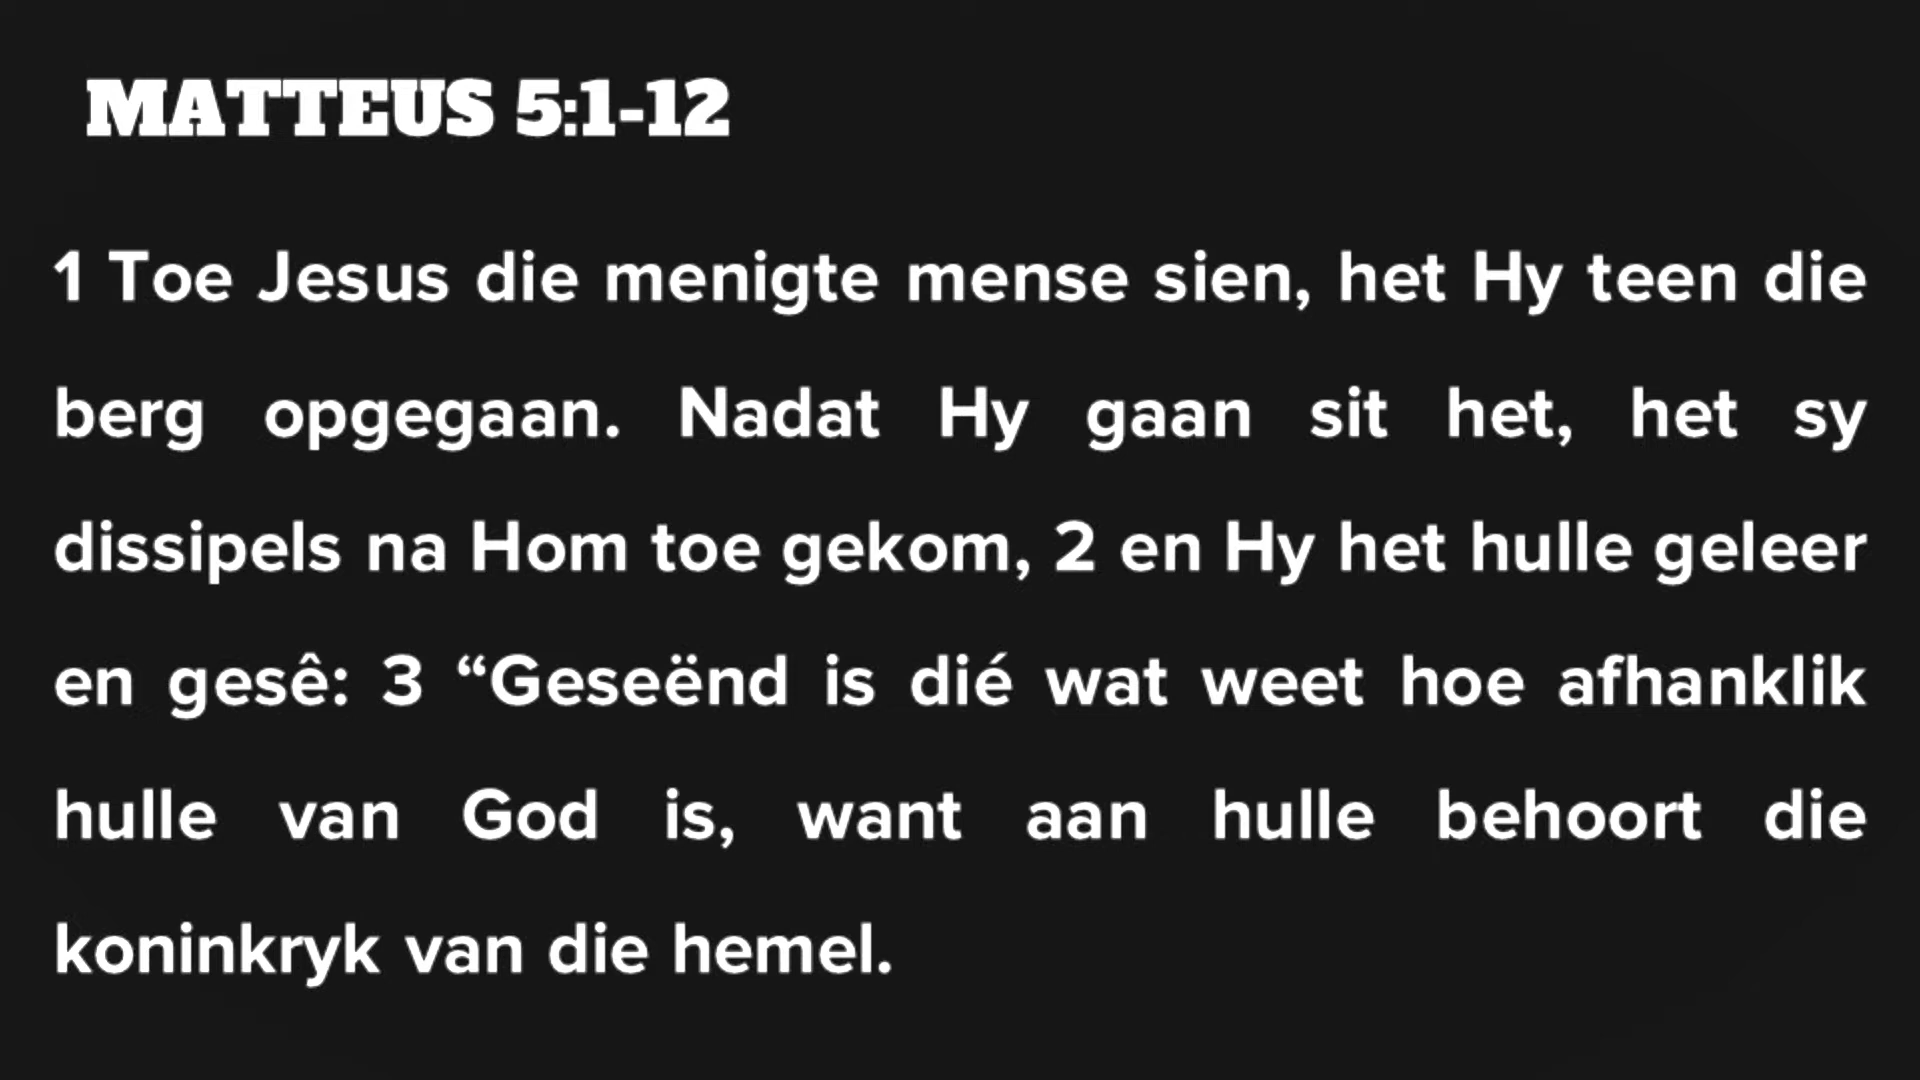 MATTEUS 5:1-12
1 Toe Jesus die menigte mense sien, het Hy teen die
berg opgegaan. Nadat Hy gaan sit het, het sy
dissipels na Hom toe gekom, 2 en Hy het hulle geleer
en gesê: 3 “Geseënd is dié wat weet hoe afhanklik
hulle van God is, want aan hulle behoort die
koninkryk van die hemel.